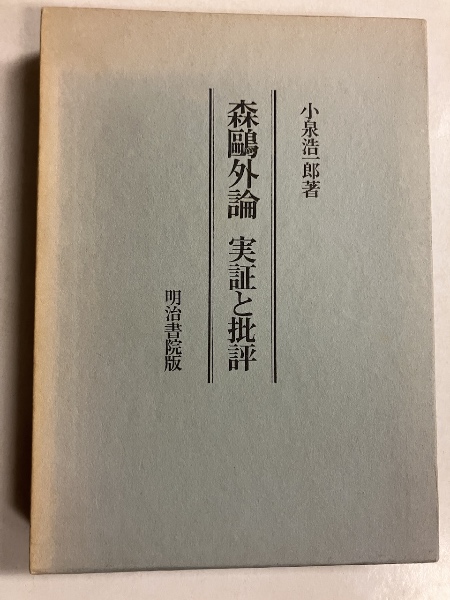 小泉浩一郎著
森鷗外論 実証と批評
明治書院版